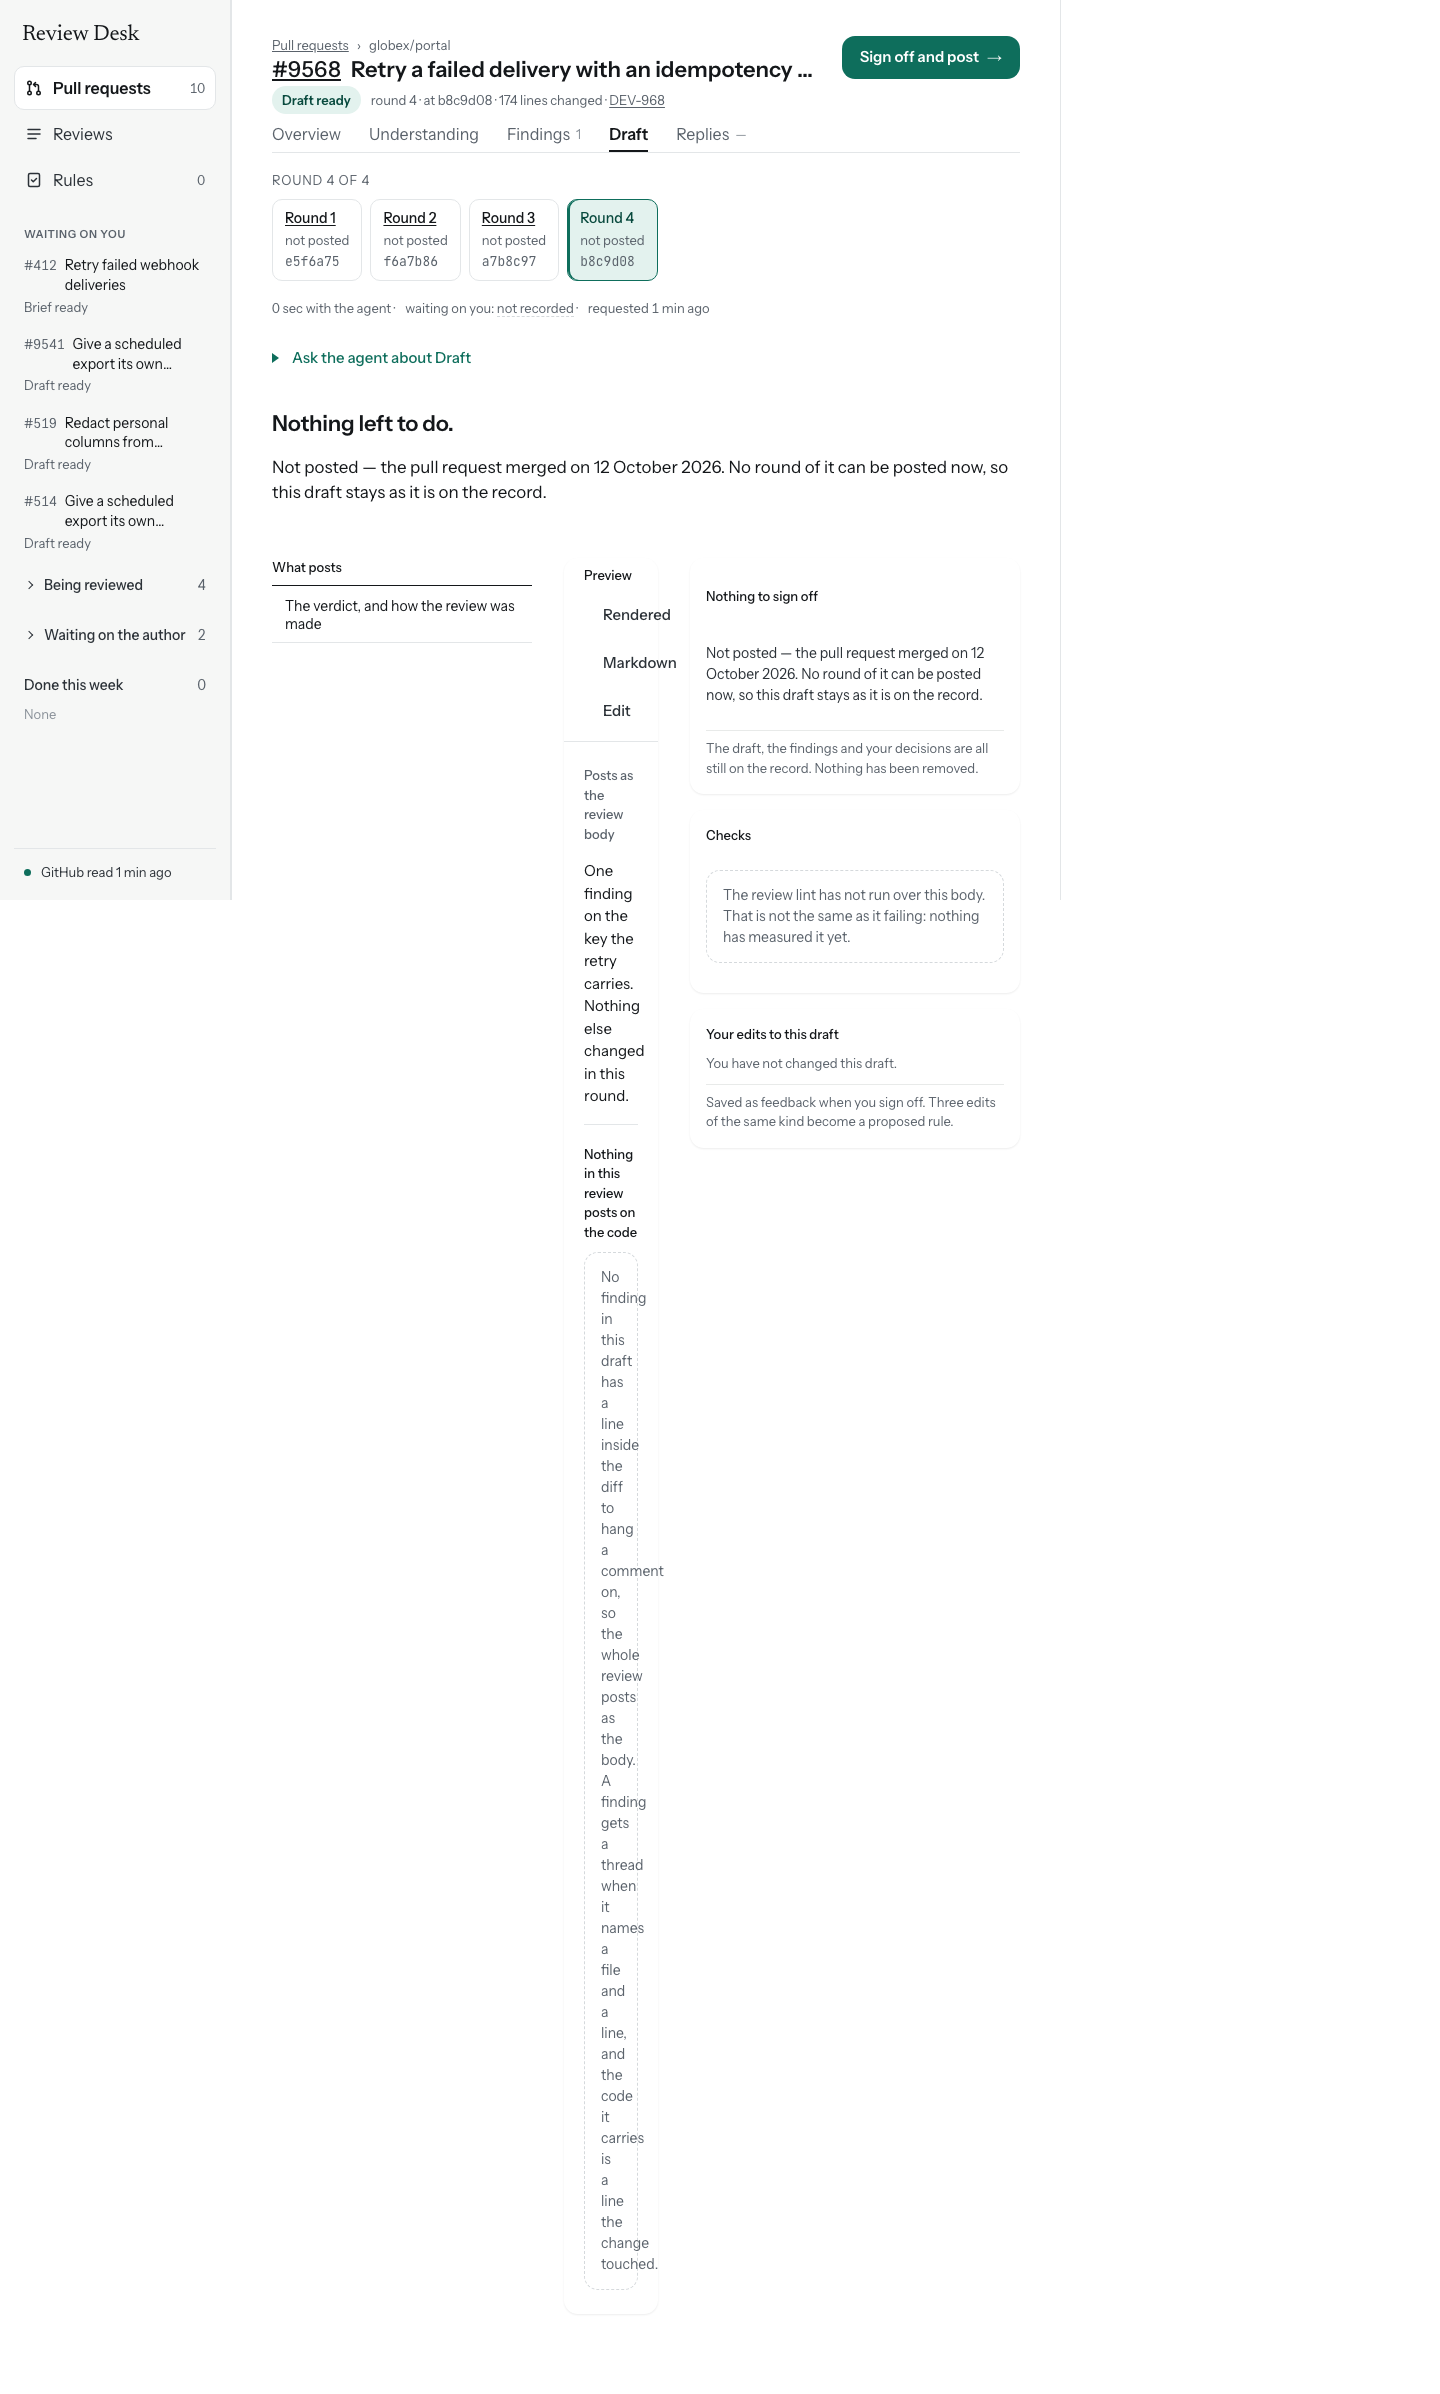 Review Desk
Pull requests 10
Reviews
Rules 0
WAITING ON YOU
#412 Retry failed webhook
deliveries
Brief ready
#9541 Give a scheduled
export its own…
Draft ready
#519 Redact personal
columns from…
Draft ready
#514 Give a scheduled
export its own…
Draft ready
Being reviewed 4
Waiting on the author 2
Done this week 0
None
GitHub read 1 min ago
Pull requests › globex/portal
#9568 Retry a failed delivery with an idempotency …
Sign off and post →
Draft ready round 4 · at b8c9d08 · 174 lines changed · DEV-968
Overview Understanding Findings 1 Draft Replies —
ROUND 4 OF 4
Round 1 Round 2 Round 3 Round 4
not posted not posted not posted not posted
e5f6a75 f6a7b86 a7b8c97 b8c9d08
0 sec with the agent · waiting on you: not recorded · requested 1 min ago
Ask the agent about Draft
Nothing left to do.
Not posted — the pull request merged on 12 October 2026. No round of it can be posted now, so
this draft stays as it is on the record.
What posts
The verdict, and how the review was
made
Preview
Rendered
Markdown
Edit
Posts as
the
review
body
One
finding
on the
key the
retry
carries.
Nothing
else
changed
in this
round.
Nothing
in this
review
posts on
the code
No
finding
in
this
draft
has
a
line
inside
the
diff
to
hang
a
comment
on,
so
the
whole
review
posts
as
the
body.
A
finding
gets
a
thread
when
it
names
a
file
and
a
line,
and
the
code
it
carries
is
a
line
the
change
touched.
Nothing to sign off
Not posted — the pull request merged on 12
October 2026. No round of it can be posted
now, so this draft stays as it is on the record.
The draft, the findings and your decisions are all
still on the record. Nothing has been removed.
Checks
The review lint has not run over this body.
That is not the same as it failing: nothing
has measured it yet.
Your edits to this draft
You have not changed this draft.
Saved as feedback when you sign off. Three edits
of the same kind become a proposed rule.